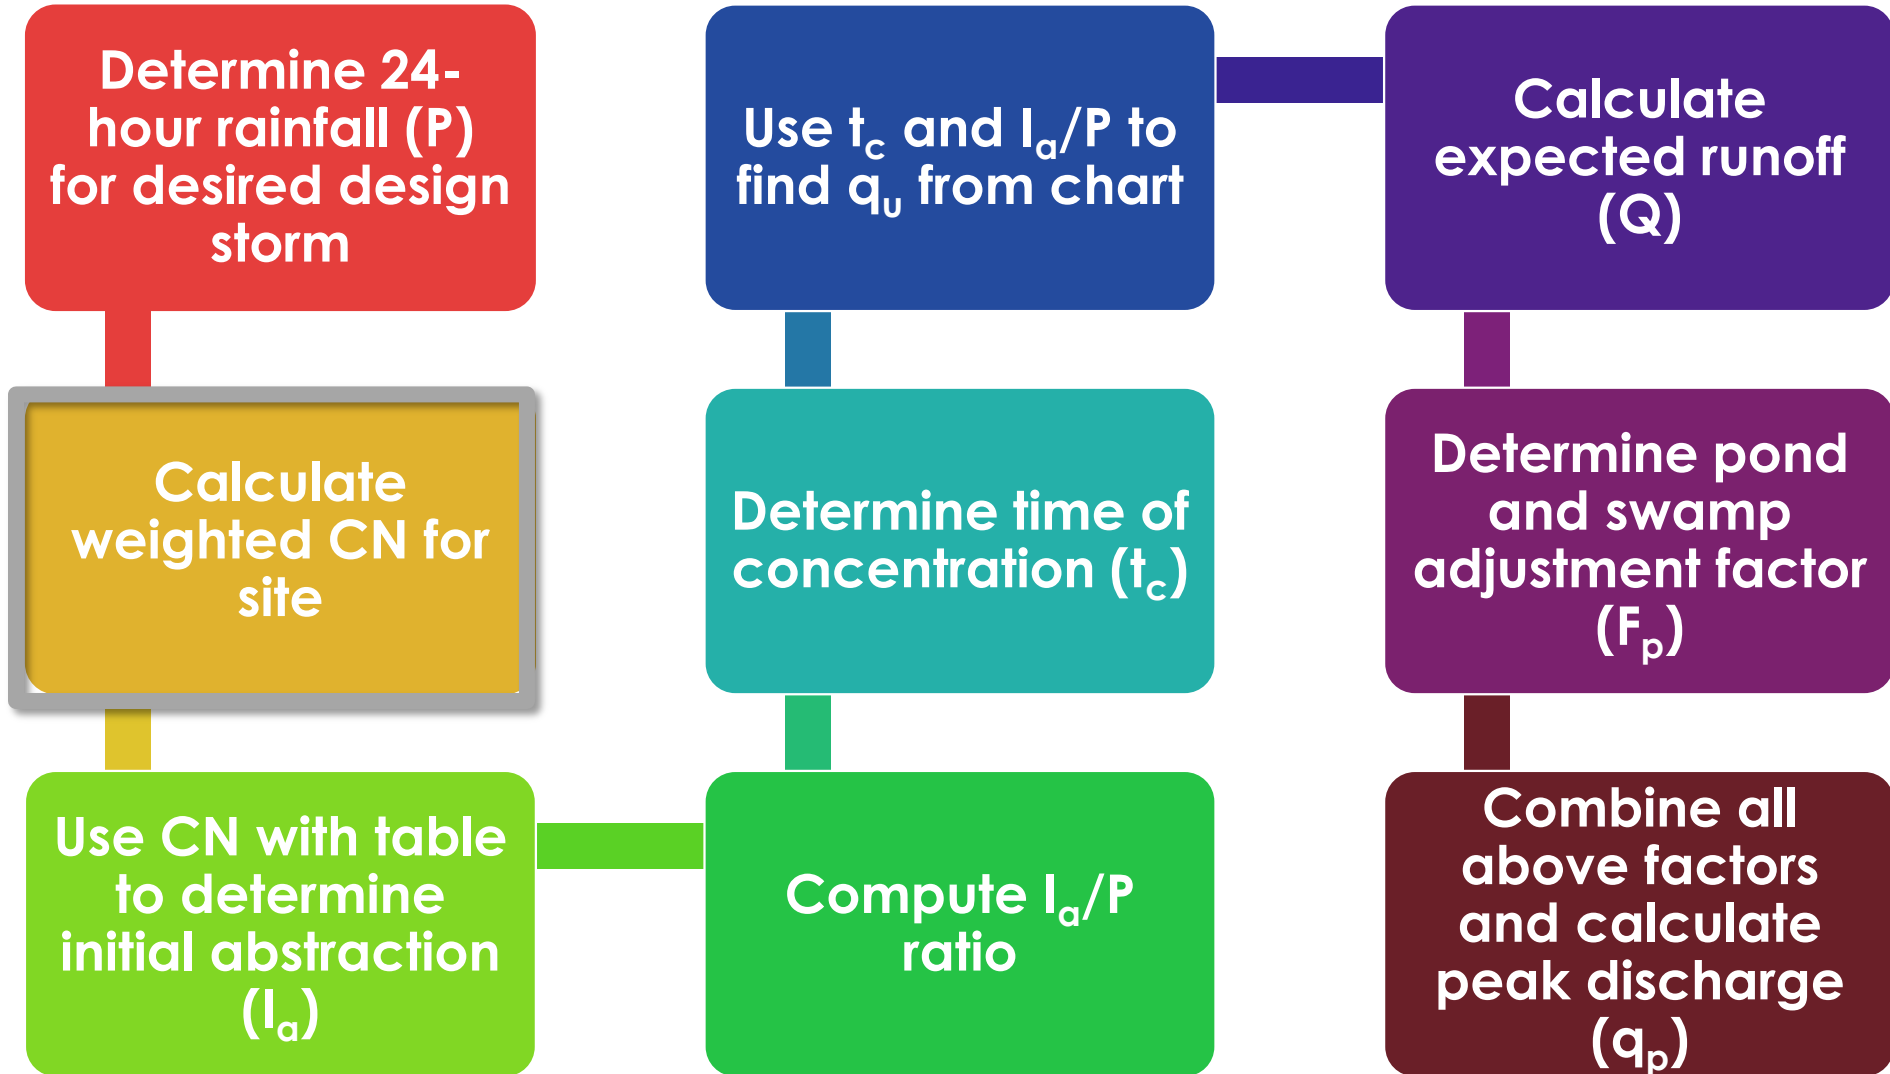 Determine 24-
hour rainfall (P)
for desired design
storm
Calculate
weighted CN for
site
Use CN with table
to determine
initial abstraction
(Iₐ)
Compute Iₐ/P
ratio
Determine time of
concentration (t꜀)
Use t꜀ and Iₐ/P to
find qᵤ from chart
Calculate
expected runoff
(Q)
Determine pond
and swamp
adjustment factor
(Fₚ)
Combine all
above factors
and calculate
peak discharge
(qₚ)